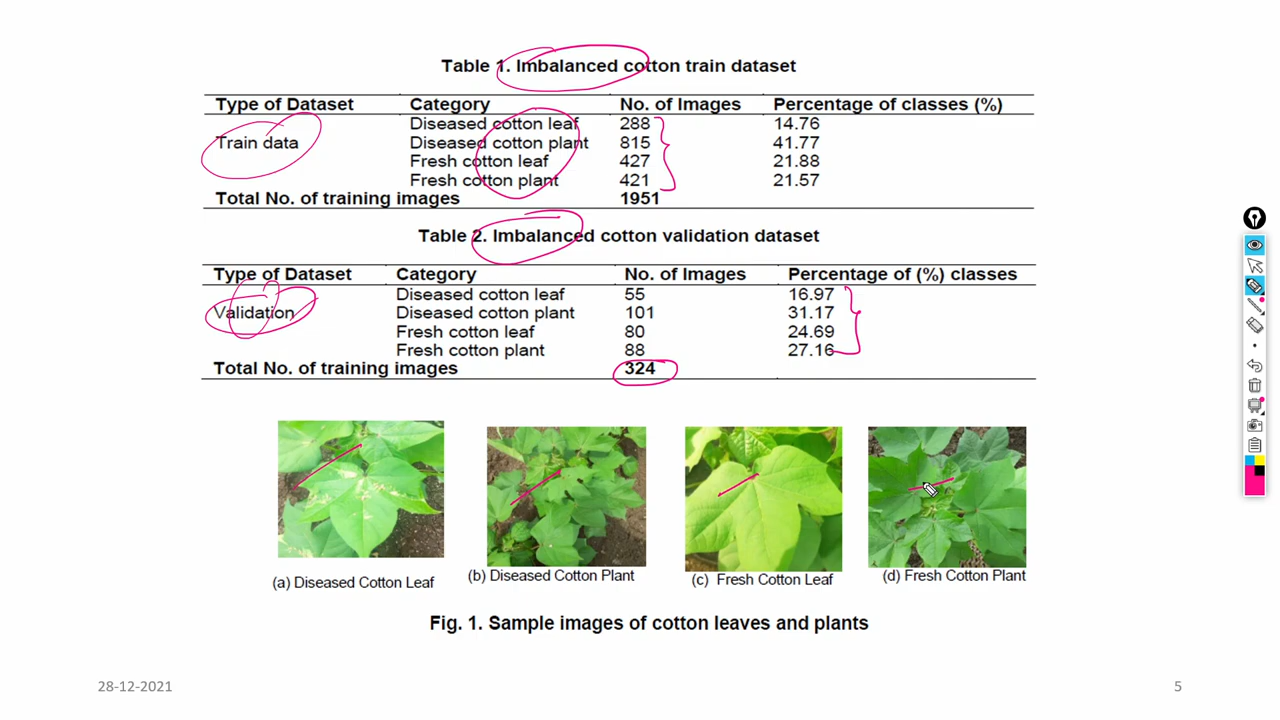 Table 1. Imbalanced cotton train dataset
Type of Dataset Category No. of Images Percentage of classes (%)
Diseased cotton leaf 288 14.76
Train data Diseased cotton plant 815 41.77
Fresh cotton leaf 427 21.88
Fresh cotton plant 421 21.57
Total No. of training images 1951
Table 2. Imbalanced cotton validation dataset
Type of Dataset Category No. of Images Percentage of (%) classes
Diseased cotton leaf 55 16.97
Validation Diseased cotton plant 101 31.17
Fresh cotton leaf 80 24.69
Fresh cotton plant 88 27.16
Total No. of training images 324
(a) Diseased Cotton Leaf (b) Diseased Cotton Plant (c) Fresh Cotton Leaf (d) Fresh Cotton Plant
Fig. 1. Sample images of cotton leaves and plants
28-12-2021 5